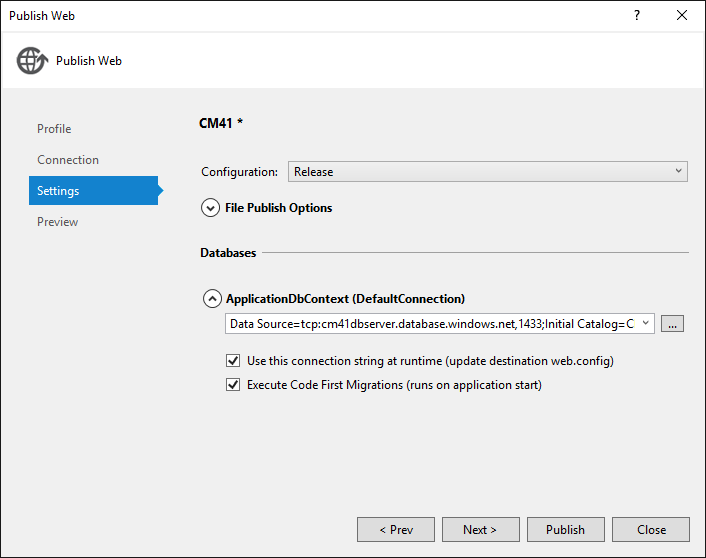 Publish Web
?
Publish Web
Profile
Connection
Settings
Preview
CM41 *
Configuration:
Release
File Publish Options
Databases
ApplicationDbContext (DefaultConnection)
Data Source=tcp:cm41dbserver.database.windows.net,1433;Initial Catalog=C
...
Use this connection string at runtime (update destination web.config)
Execute Code First Migrations (runs on application start)
< Prev
Next >
Publish
Close